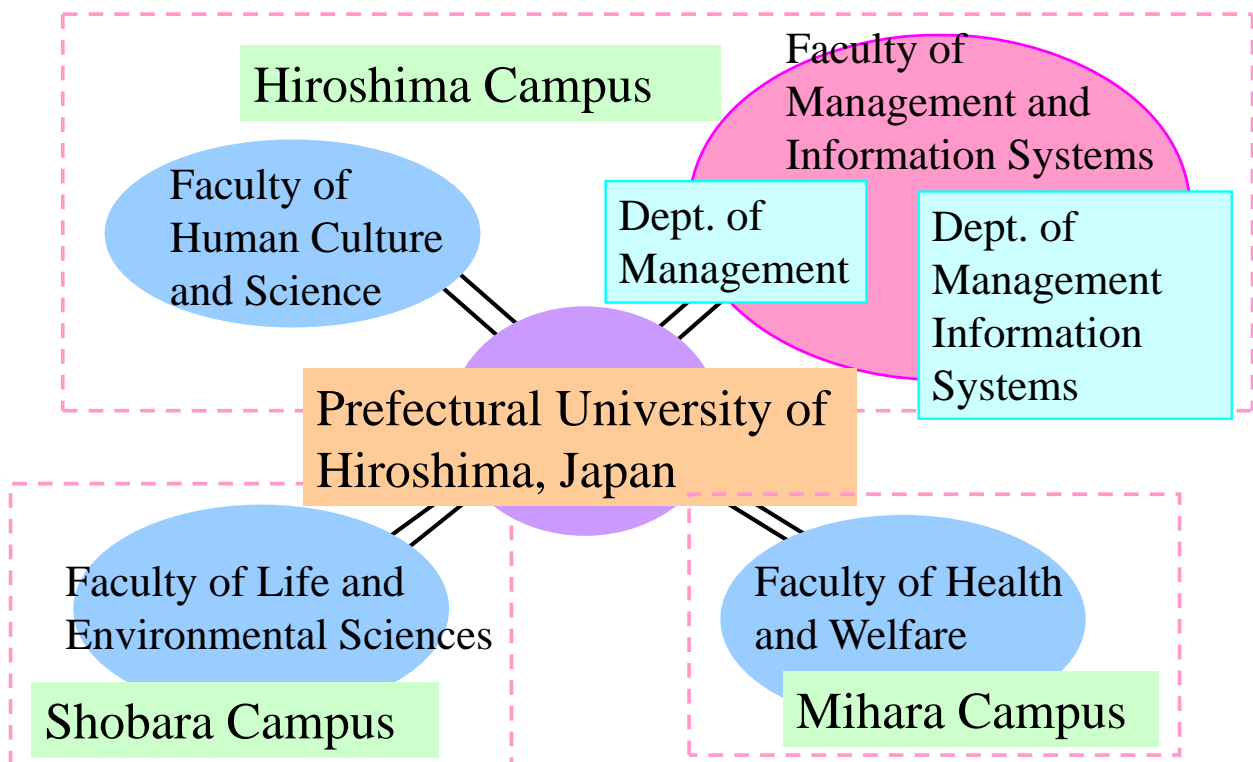 Hiroshima Campus
Faculty of
Management and
Information Systems
Faculty of
Human Culture
and Science
Dept. of
Management
Dept. of
Management
Information
Systems
Prefectural University of
Hiroshima, Japan
Faculty of Life and
Environmental Sciences
Shobara Campus
Faculty of Health
and Welfare
Mihara Campus